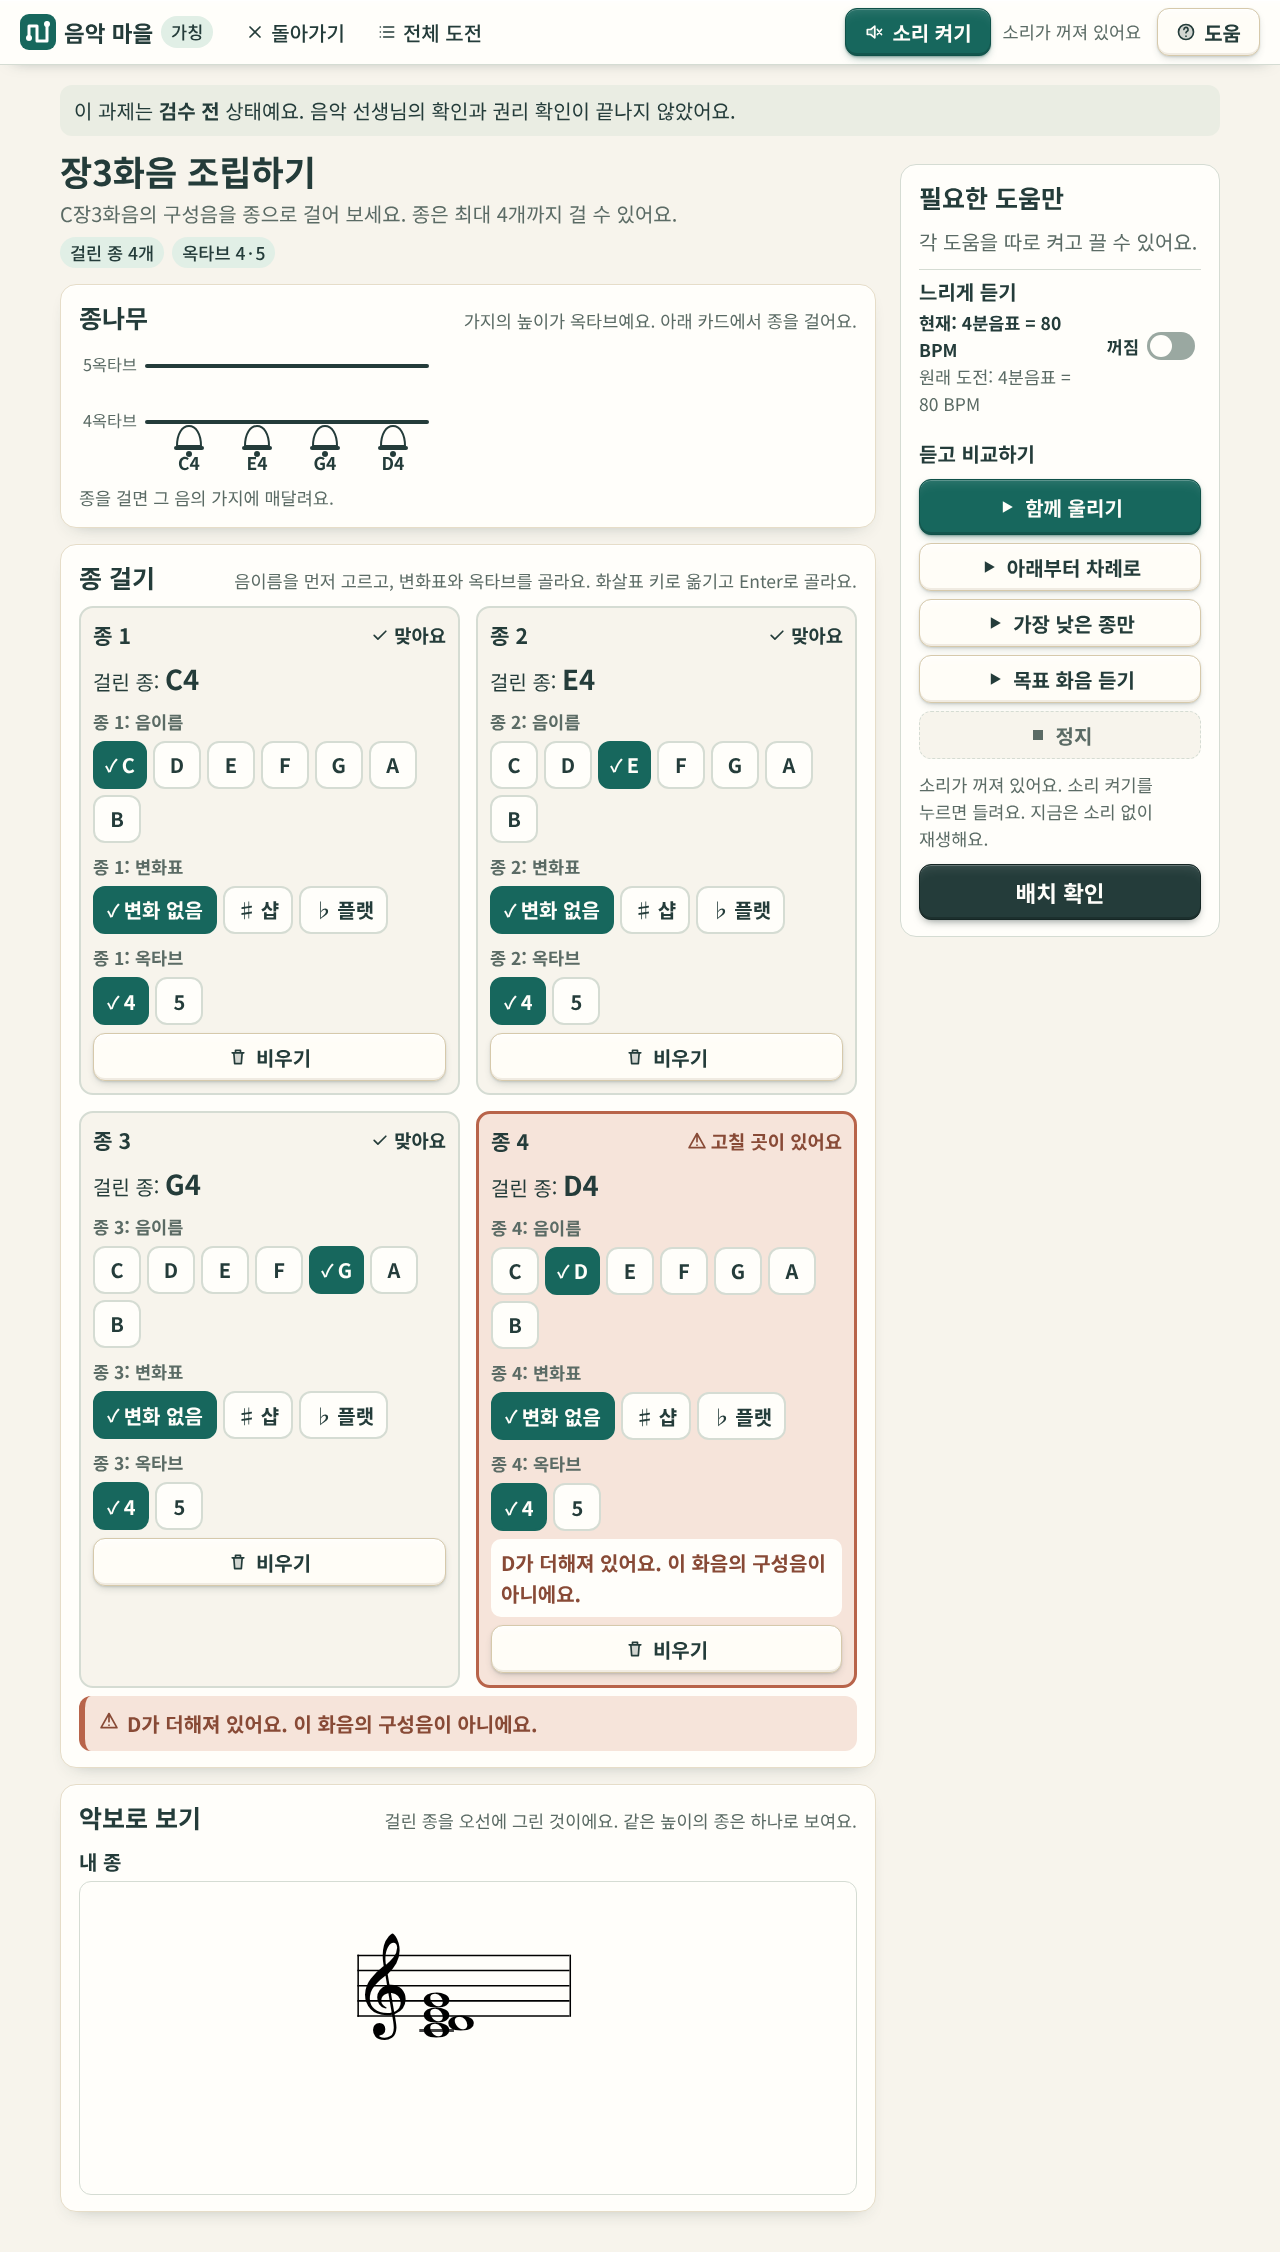 음악 마을 가칭 돌아가기 전체 도전 소리 켜기 소리가 꺼져 있어요 도움
이 과제는 검수 전 상태예요. 음악 선생님의 확인과 권리 확인이 끝나지 않았어요.
장3화음 조립하기
C장3화음의 구성음을 종으로 걸어 보세요. 종은 최대 4개까지 걸 수 있어요.
걸린 종 4개 옥타브 4·5
종나무 가지의 높이가 옥타브예요. 아래 카드에서 종을 걸어요.
5옥타브
4옥타브
C4 E4 G4 D4
종을 걸면 그 음의 가지에 매달려요.
종 걸기 음이름을 먼저 고르고, 변화표와 옥타브를 골라요. 화살표 키로 옮기고 Enter로 골라요.
종 1 ✓ 맞아요
걸린 종: C4
종 1: 음이름
✓ C D E F G A
B
종 1: 변화표
✓ 변화 없음 ♯ 샵 ♭ 플랫
종 1: 옥타브
✓ 4 5
비우기
종 2 ✓ 맞아요
걸린 종: E4
종 2: 음이름
C D ✓ E F G A
B
종 2: 변화표
✓ 변화 없음 ♯ 샵 ♭ 플랫
종 2: 옥타브
✓ 4 5
비우기
종 3 ✓ 맞아요
걸린 종: G4
종 3: 음이름
C D E F ✓ G A
B
종 3: 변화표
✓ 변화 없음 ♯ 샵 ♭ 플랫
종 3: 옥타브
✓ 4 5
비우기
종 4 ⚠ 고칠 곳이 있어요
걸린 종: D4
종 4: 음이름
C ✓ D E F G A
B
종 4: 변화표
✓ 변화 없음 ♯ 샵 ♭ 플랫
종 4: 옥타브
✓ 4 5
D가 더해져 있어요. 이 화음의 구성음이
아니에요.
비우기
⚠ D가 더해져 있어요. 이 화음의 구성음이 아니에요.
악보로 보기 걸린 종을 오선에 그린 것이에요. 같은 높이의 종은 하나로 보여요.
내 종
필요한 도움만
각 도움을 따로 켜고 끌 수 있어요.
느리게 듣기
현재: 4분음표 = 80
BPM
꺼짐
원래 도전: 4분음표 =
80 BPM
듣고 비교하기
함께 울리기
아래부터 차례로
가장 낮은 종만
목표 화음 듣기
정지
소리가 꺼져 있어요. 소리 켜기를
누르면 들려요. 지금은 소리 없이
재생해요.
배치 확인